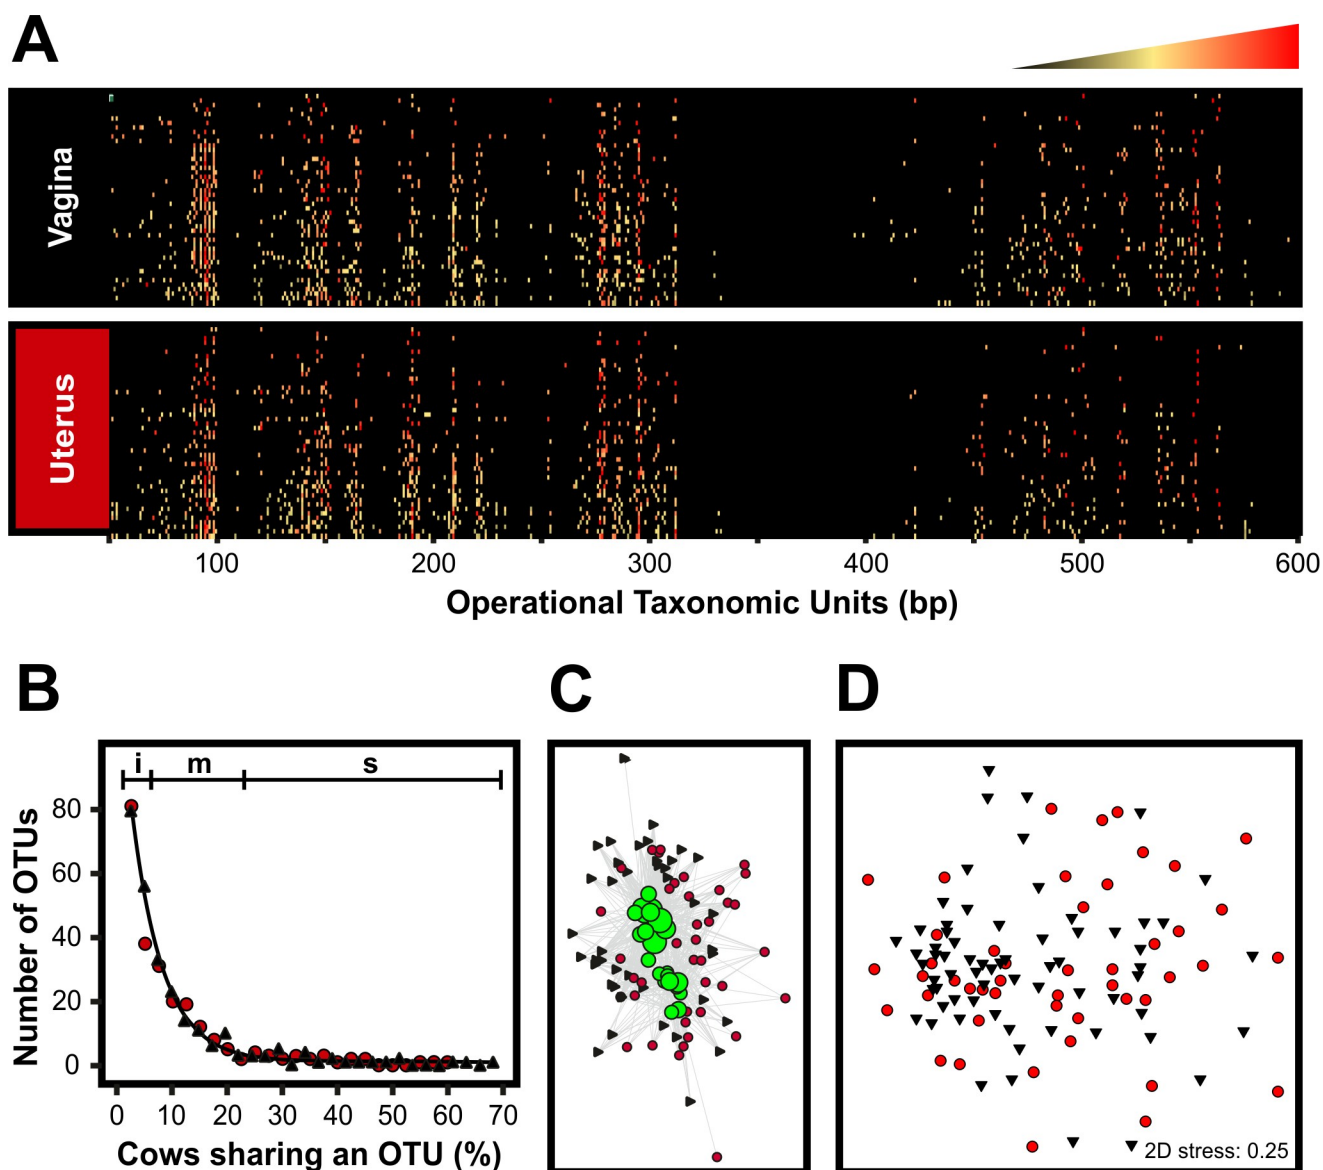 A
Vagina
Uterus
100 200 300 400 500 600
Operational Taxonomic Units (bp)
B
i m s
Number of OTUs
80
60
40
20
0
0 10 20 30 40 50 60 70
Cows sharing an OTU (%)
C
D
2D stress: 0.25